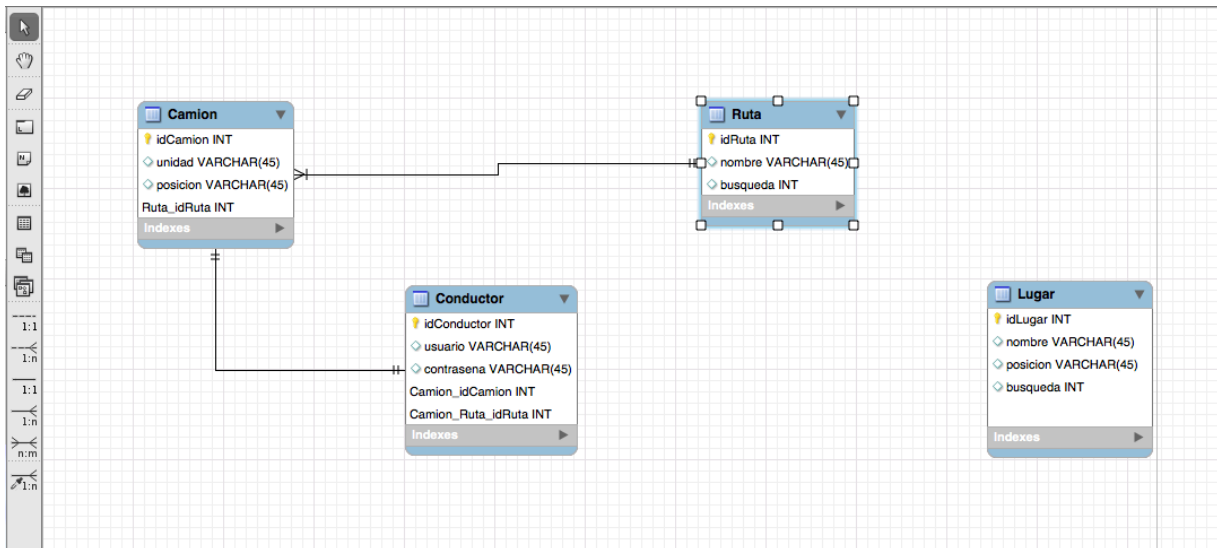 Camion
idCamion INT
unidad VARCHAR(45)
posicion VARCHAR(45)
Ruta_idRuta INT
Indexes
Ruta
idRuta INT
nombre VARCHAR(45)
busqueda INT
Indexes
Conductor
idConductor INT
usuario VARCHAR(45)
contrasena VARCHAR(45)
Camion_idCamion INT
Camion_Ruta_idRuta INT
Indexes
Lugar
idLugar INT
nombre VARCHAR(45)
posicion VARCHAR(45)
busqueda INT
Indexes
1:1
1:n
1:1
1:n
n:m
1:n